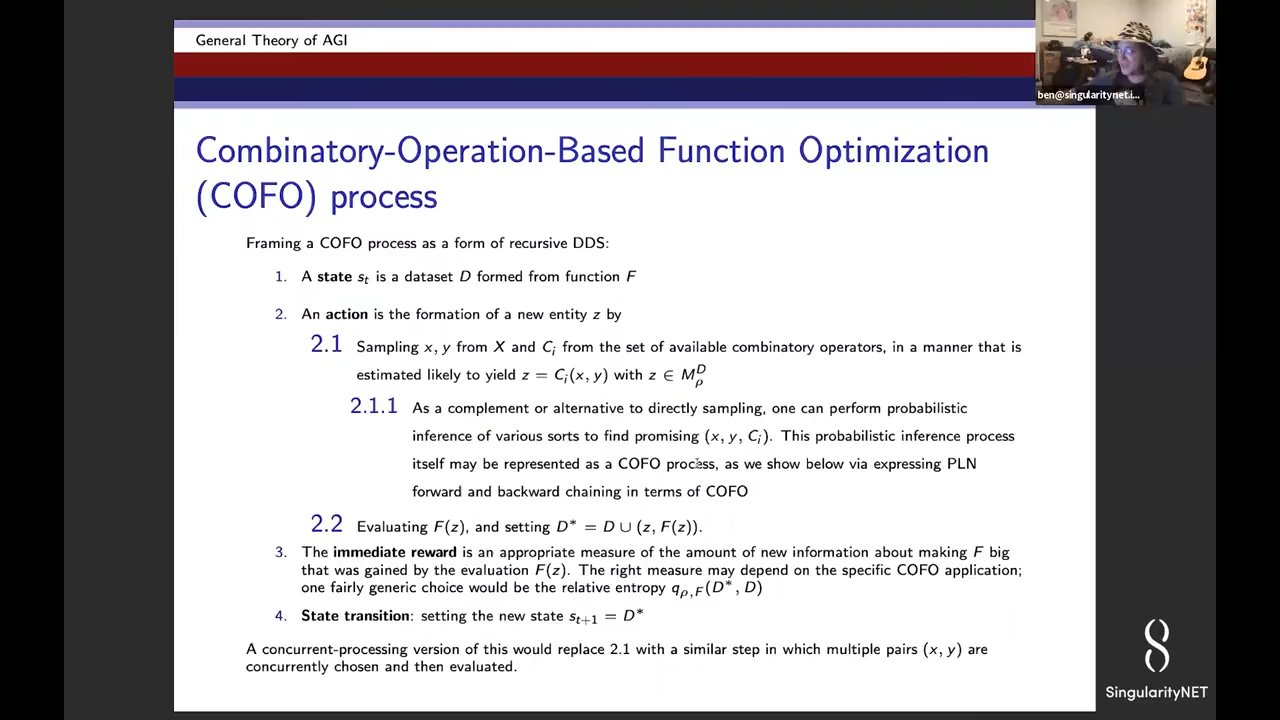 General Theory of AGI
ben@singularitynet.i...
Combinatory-Operation-Based Function Optimization
(COFO) process
Framing a COFO process as a form of recursive DDS:
1. A state s_t is a dataset D formed from function F
2. An action is the formation of a new entity z by
2.1 Sampling x, y from X and C_i from the set of available combinatory operators, in a manner that is
estimated likely to yield z = C_i(x, y) with z ∈ M_ρ^D
2.1.1 As a complement or alternative to directly sampling, one can perform probabilistic
inference of various sorts to find promising (x, y, C_i). This probabilistic inference process
itself may be represented as a COFO process, as we show below via expressing PLN
forward and backward chaining in terms of COFO
2.2 Evaluating F(z), and setting D* = D ∪ (z, F(z)).
3. The immediate reward is an appropriate measure of the amount of new information about making F big
that was gained by the evaluation F(z). The right measure may depend on the specific COFO application;
one fairly generic choice would be the relative entropy q_ρ,F(D*, D)
4. State transition: setting the new state s_t+1 = D*
A concurrent-processing version of this would replace 2.1 with a similar step in which multiple pairs (x, y) are
concurrently chosen and then evaluated.
SingularityNET